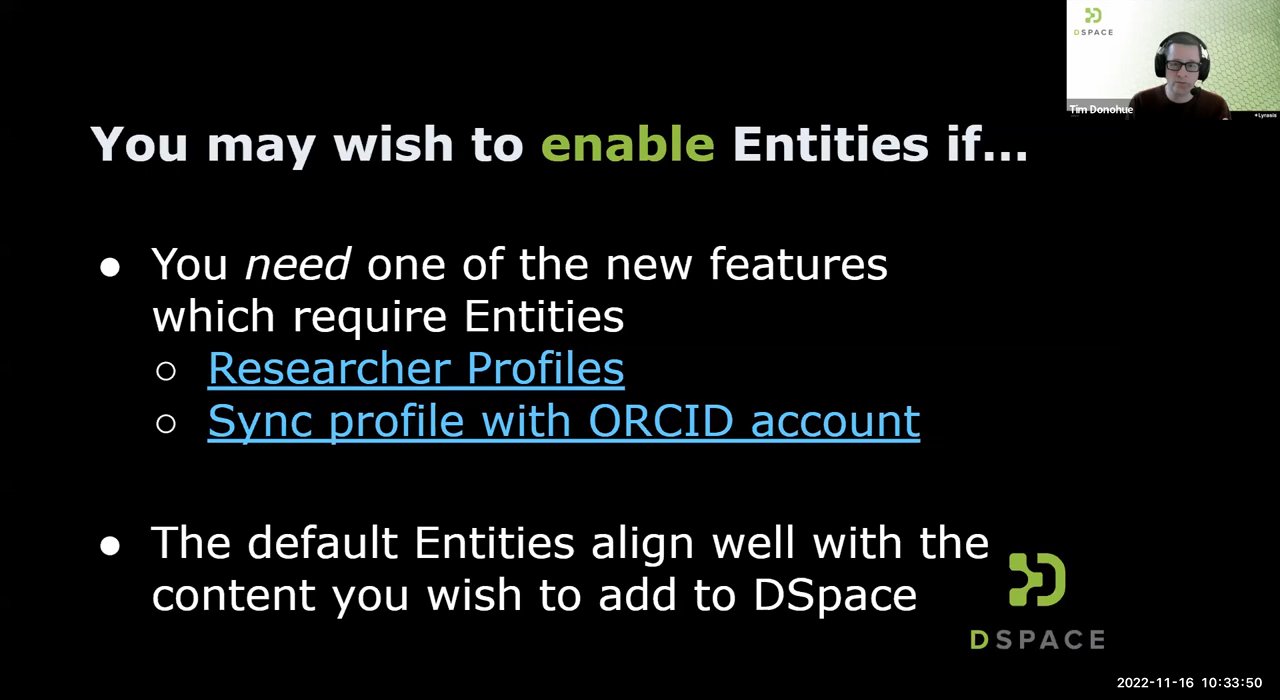 DSPACE
Tim Donohue
Lyrasis
You may wish to enable Entities if...
● You need one of the new features
which require Entities
○ Researcher Profiles
○ Sync profile with ORCID account
● The default Entities align well with the
content you wish to add to DSpace
DSPACE
2022-11-16 10:33:50